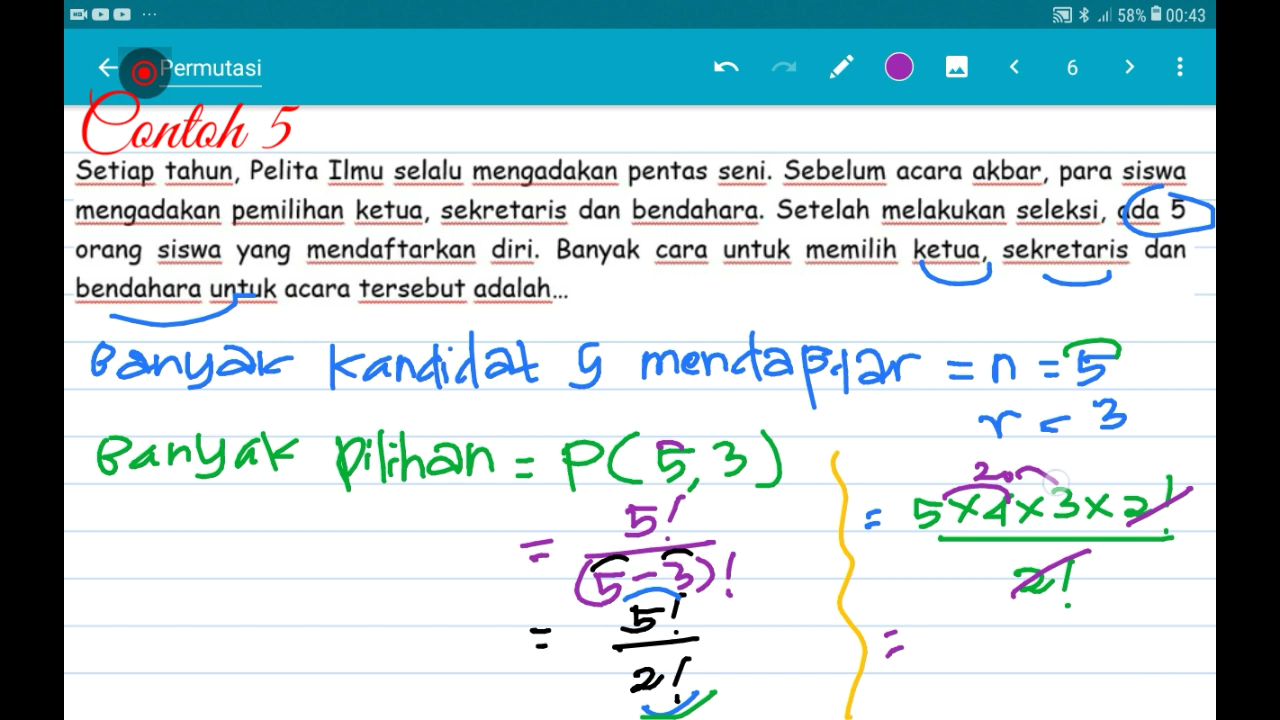 58% 00:43
Permutasi
6
Contoh 5
Setiap tahun, Pelita Ilmu selalu mengadakan pentas seni. Sebelum acara akbar, para siswa
mengadakan pemilihan ketua, sekretaris dan bendahara. Setelah melakukan seleksi, ada 5
orang siswa yang mendaftarkan diri. Banyak cara untuk memilih ketua, sekretaris dan
bendahara untuk acara tersebut adalah...
Banyak kandidat yg mendaftar = n = 5
r = 3
Banyak Pilihan = P(5,3)
= 5!
(5-3)!
= 5!
2!
20
= 5×4×3×2!
2!
=